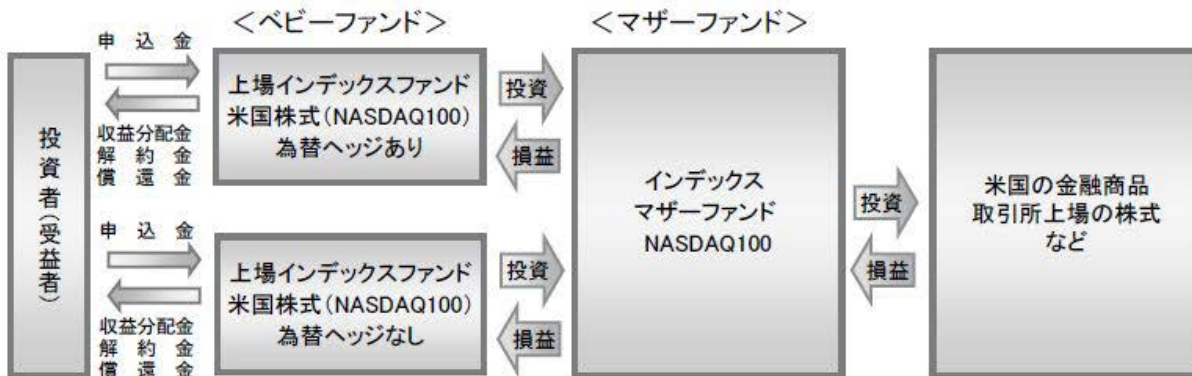 <ベビーファンド>
<マザーファンド>
投資者(受益者)
申 込 金
収益分配金
解 約 金
償 還 金
上場インデックスファンド
米国株式(NASDAQ100)
為替ヘッジあり
投資
損益
申 込 金
収益分配金
解 約 金
償 還 金
上場インデックスファンド
米国株式(NASDAQ100)
為替ヘッジなし
投資
損益
インデックス
マザーファンド
NASDAQ100
投資
損益
米国の金融商品
取引所上場の株式
など